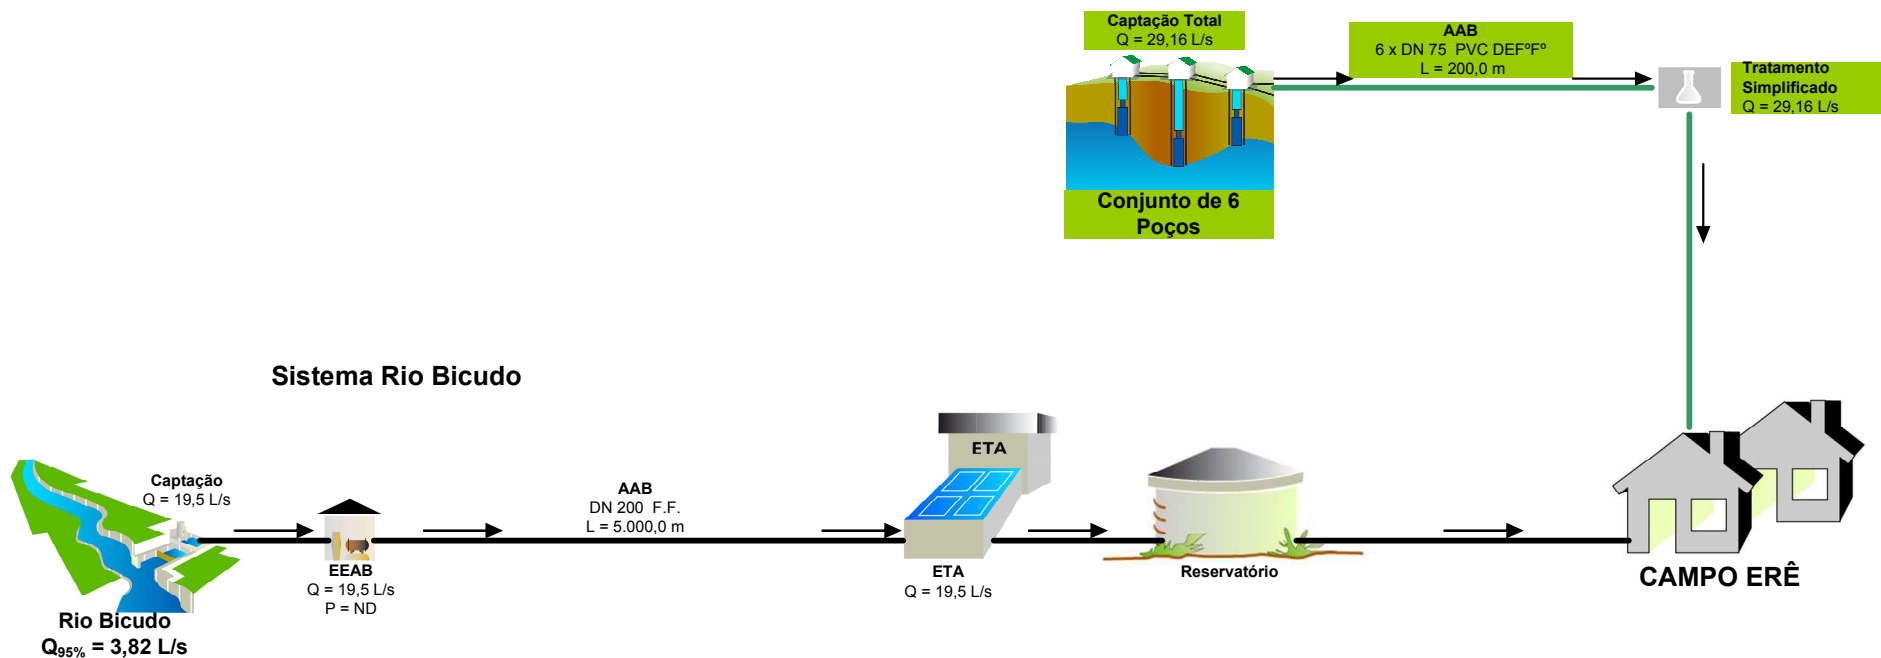 Captação Total
Q = 29,16 L/s
AAB
6 x DN 75 PVC DEFºFº
L = 200,0 m
Tratamento
Simplificado
Q = 29,16 L/s
Conjunto de 6
Poços
Sistema Rio Bicudo
Captação
Q = 19,5 L/s
EEAB
Q = 19,5 L/s
P = ND
AAB
DN 200 F.F.
L = 5.000,0 m
ETA
ETA
Q = 19,5 L/s
Reservatório
CAMPO ERÊ
Rio Bicudo
Q95% = 3,82 L/s